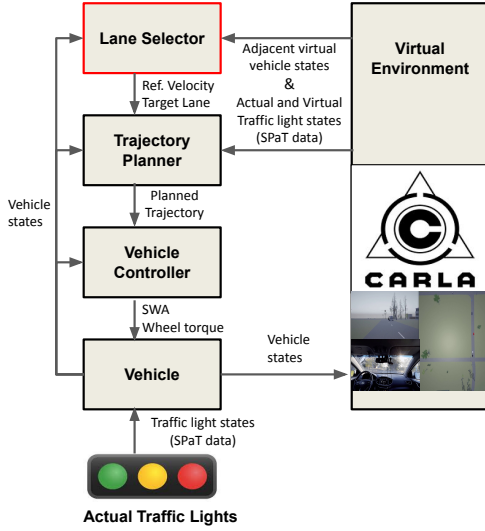 Lane Selector
Adjacent virtual
vehicle states
&
Actual and Virtual
Traffic light states
(SPaT data)
Virtual
Environment
Ref. Velocity
Target Lane
Trajectory
Planner
Vehicle
states
Planned
Trajectory
Vehicle
Controller
CARLA
SWA
Wheel torque
Vehicle
Vehicle
states
Traffic light states
(SPaT data)
Actual Traffic Lights